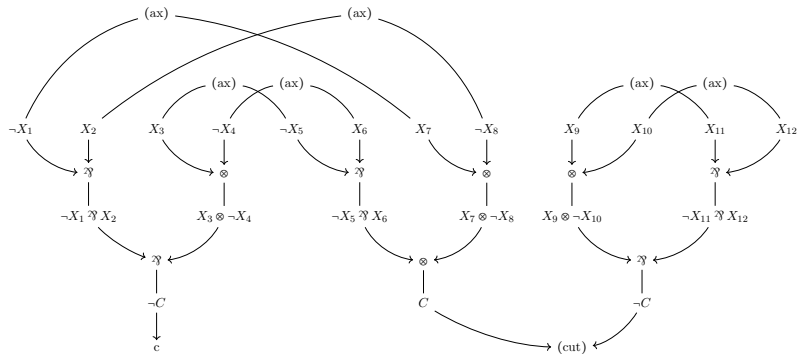 (ax) (ax)
(ax) (ax) (ax) (ax)
¬X₁ X₂ X₃ ¬X₄ ¬X₅ X₆ X₇ ¬X₈ X₉ X₁₀ X₁₁ X₁₂
⅋ ⊗ ⅋ ⊗ ⊗ ⅋
¬X₁ ⅋ X₂ X₃ ⊗ ¬X₄ ¬X₅ ⅋ X₆ X₇ ⊗ ¬X₈ X₉ ⊗ ¬X₁₀ ¬X₁₁ ⅋ X₁₂
⅋ ⊗ ⅋
¬C C ¬C
c (cut)